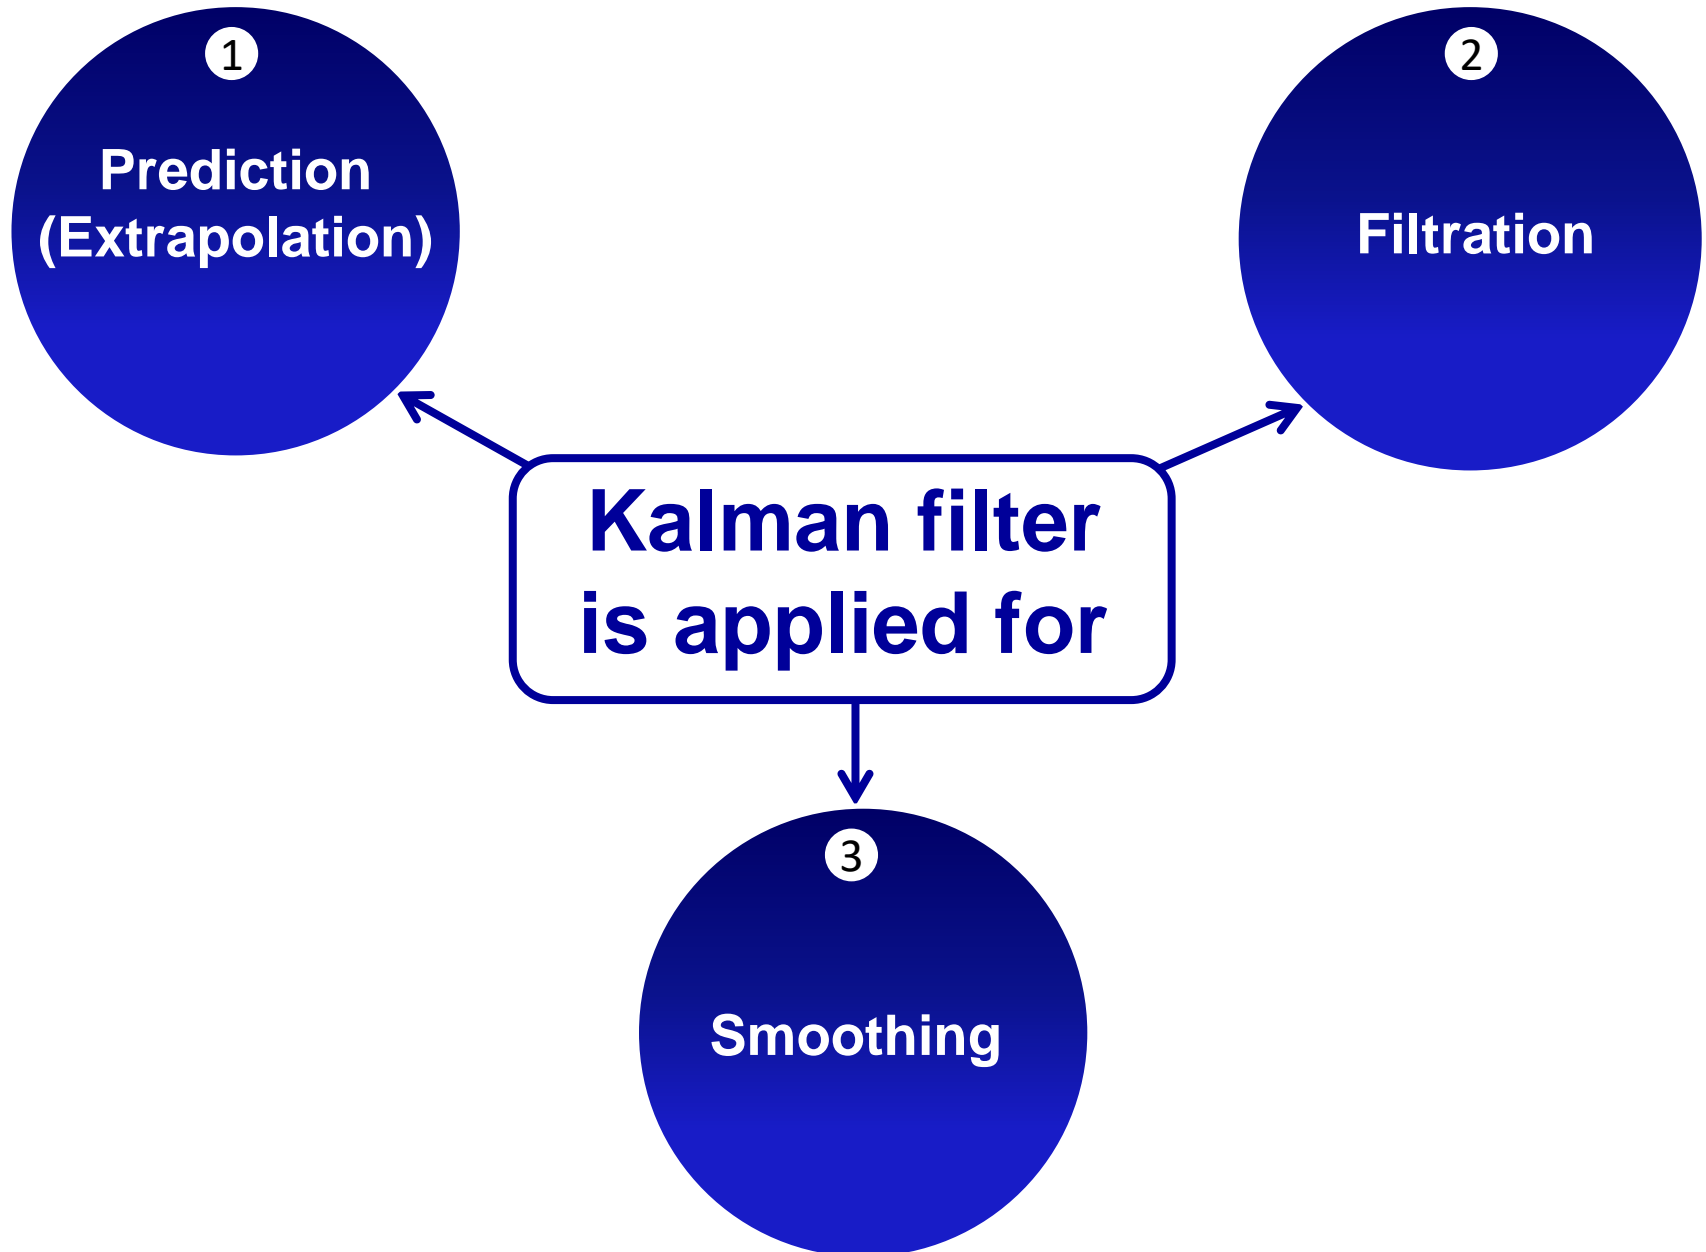 1
Prediction
(Extrapolation)
2
Filtration
Kalman filter
is applied for
3
Smoothing